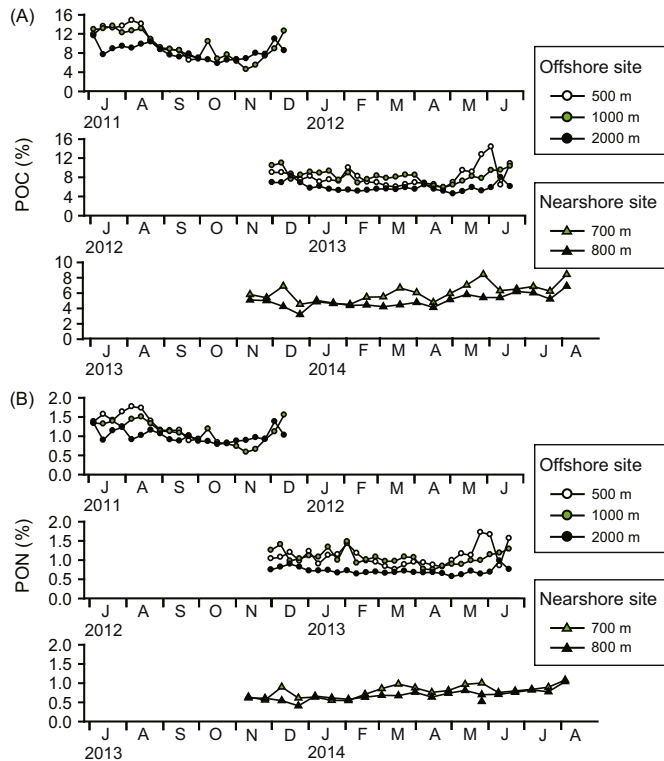 (A)
16
12
8
4
0
J A S O N D J F M A M J J
2011 2012
POC (%)
16
12
8
4
0
J A S O N D J F M A M J J
2012 2013
10
8
6
4
2
0
J A S O N D J F M A M J J A
2013 2014
Offshore site
500 m
1000 m
2000 m
Nearshore site
700 m
800 m
(B)
2.0
1.5
1.0
0.5
0.0
J A S O N D J F M A M J J
2011 2012
PON (%)
2.0
1.5
1.0
0.5
0.0
J A S O N D J F M A M J J
2012 2013
2.0
1.5
1.0
0.5
0.0
J A S O N D J F M A M J J A
2013 2014
Offshore site
500 m
1000 m
2000 m
Nearshore site
700 m
800 m